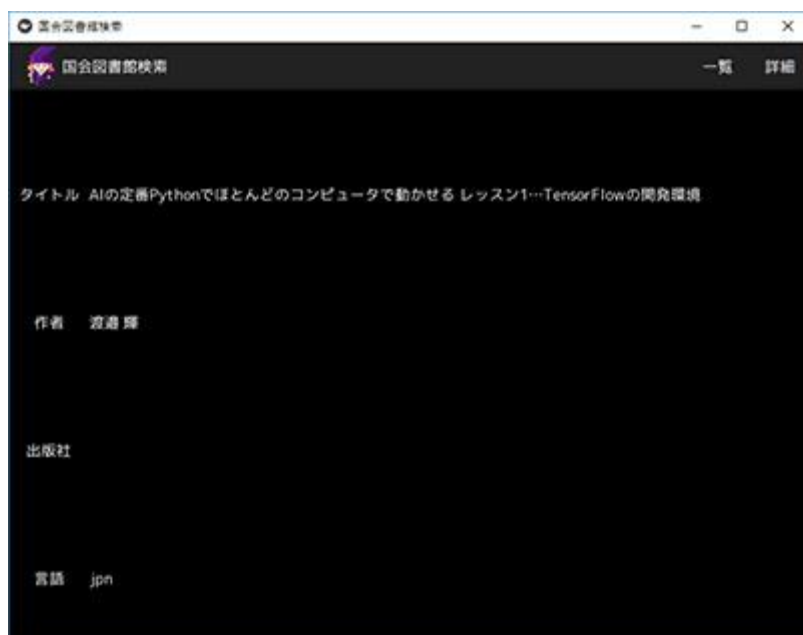 国会図書館検索
国会図書館検索 一覧 詳細
タイトル AIの定番Pythonでほとんどのコンピュータで動かせる レッスン1…TensorFlowの開発環境
作者 渡邉 輝
出版社
言語 jpn